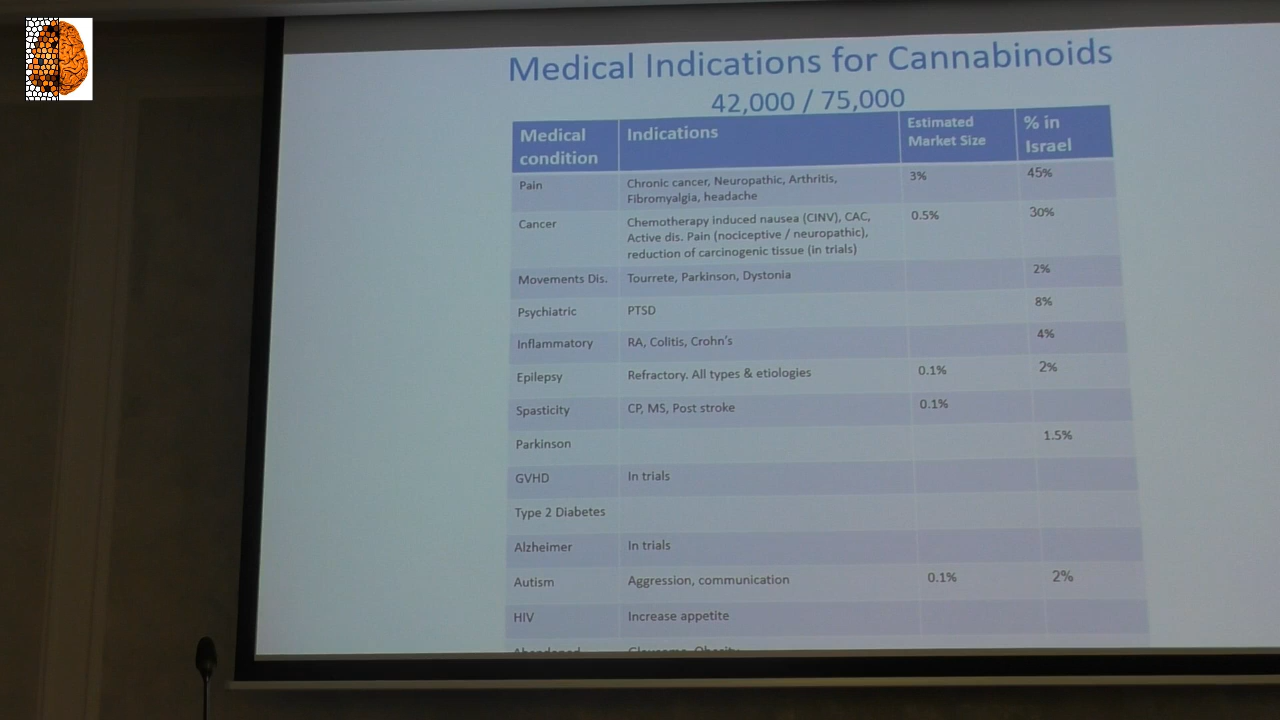 Medical Indications for Cannabinoids
42,000 / 75,000
Medical condition Indications Estimated Market Size % in Israel
Pain Chronic cancer, Neuropathic, Arthritis, Fibromyalgia, headache 3% 45%
Cancer Chemotherapy induced nausea (CINV), CAC, Active dis. Pain (nociceptive / neuropathic), reduction of carcinogenic tissue (in trials) 0.5% 30%
Movements Dis. Tourrete, Parkinson, Dystonia 2%
Psychiatric PTSD 8%
Inflammatory RA, Colitis, Crohn's 4%
Epilepsy Refractory. All types & etiologies 0.1% 2%
Spasticity CP, MS, Post stroke 0.1%
Parkinson 1.5%
GVHD In trials
Type 2 Diabetes
Alzheimer In trials
Autism Aggression, communication 0.1% 2%
HIV Increase appetite